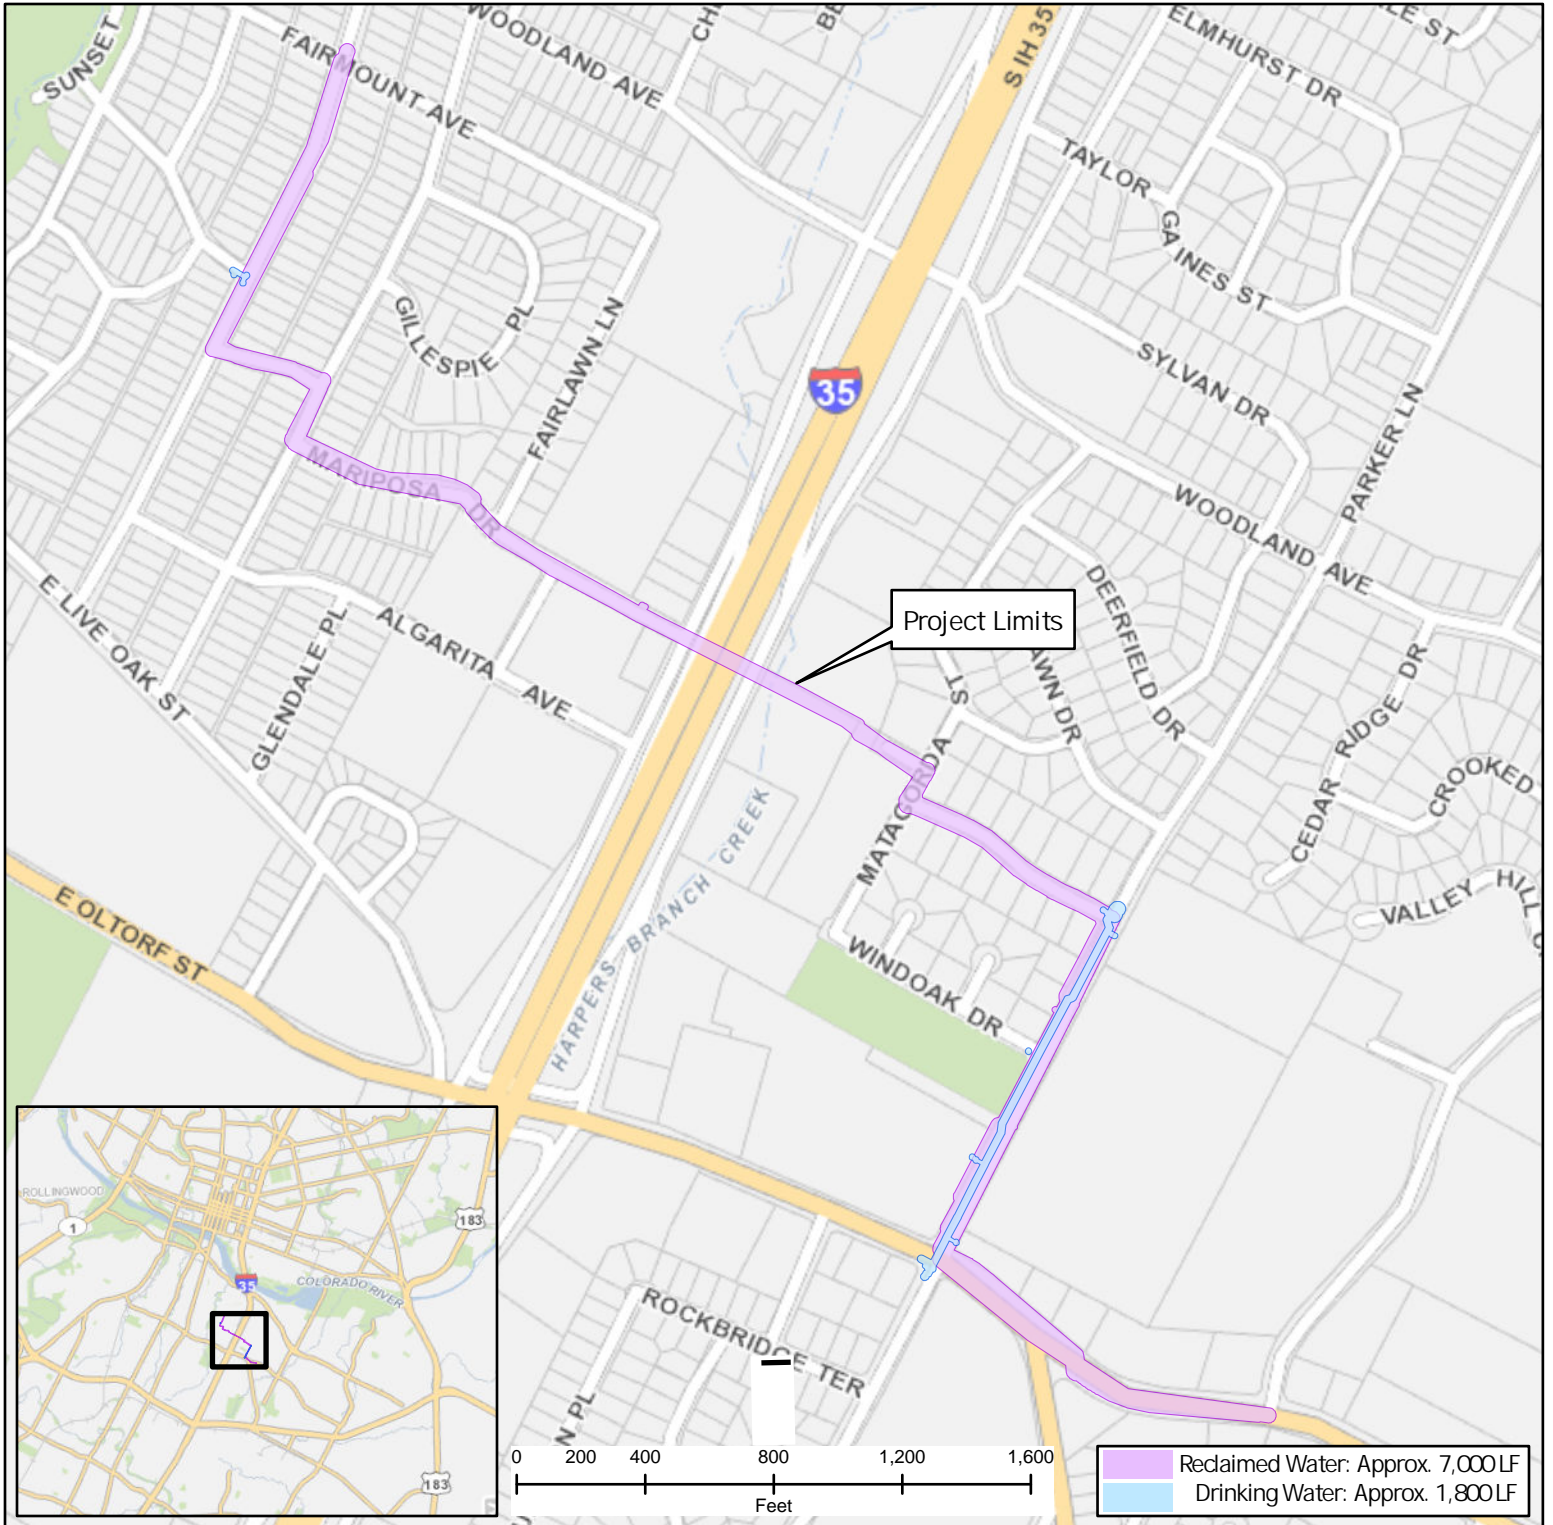 SUNSET
FAIRMOUNT AVE
WOODLAND AVE
S IH 35
ELMHURST DR
TAYLOR
GAINES ST
GILLESPIE PL
FAIRLAWN LN
35
SYLVAN DR
PARKER LN
MARIPOSA DR
WOODLAND AVE
E LIVE OAK ST
GLENDALE PL
ALGARITA AVE
Project Limits
DEERFIELD DR
AWN DR
ST
MATAGORDA
CEDAR RIDGE DR
CROOKED
VALLEY HILL
HARPERS BRANCH CREEK
WINDOAK DR
E OLTORF ST
ROLLINGWOOD
1
183
35
COLORADO RIVER
183
ROCKBRIDGE TER
N PL
0 200 400 800 1,200 1,600
Feet
Reclaimed Water: Approx. 7,000 LF
Drinking Water: Approx. 1,800 LF